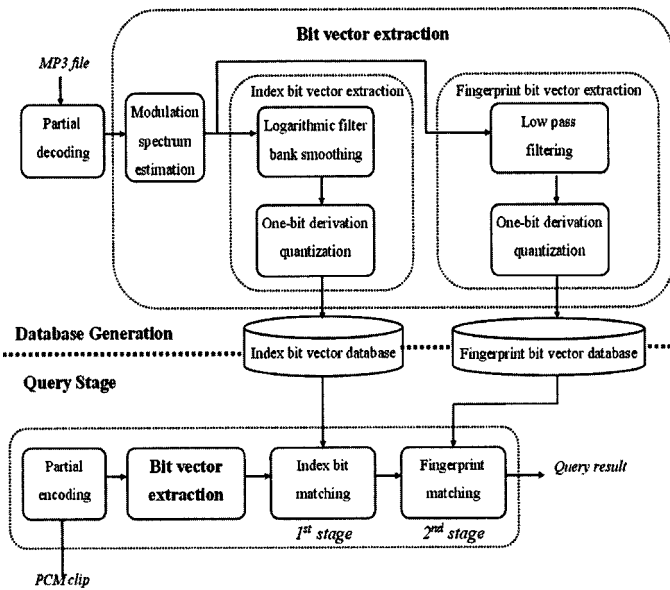 Bit vector extraction
MP3 file
Index bit vector extraction
Fingerprint bit vector extraction
Partial
decoding
Modulation
spectrum
estimation
Logarithmic filter
bank smoothing
Low pass
filtering
One-bit derivation
quantization
One-bit derivation
quantization
Database Generation
Index bit vector database
Fingerprint bit vector database
Query Stage
Partial
encoding
Bit vector
extraction
Index bit
matching
Fingerprint
matching
Query result
1st stage
2nd stage
PCM clip